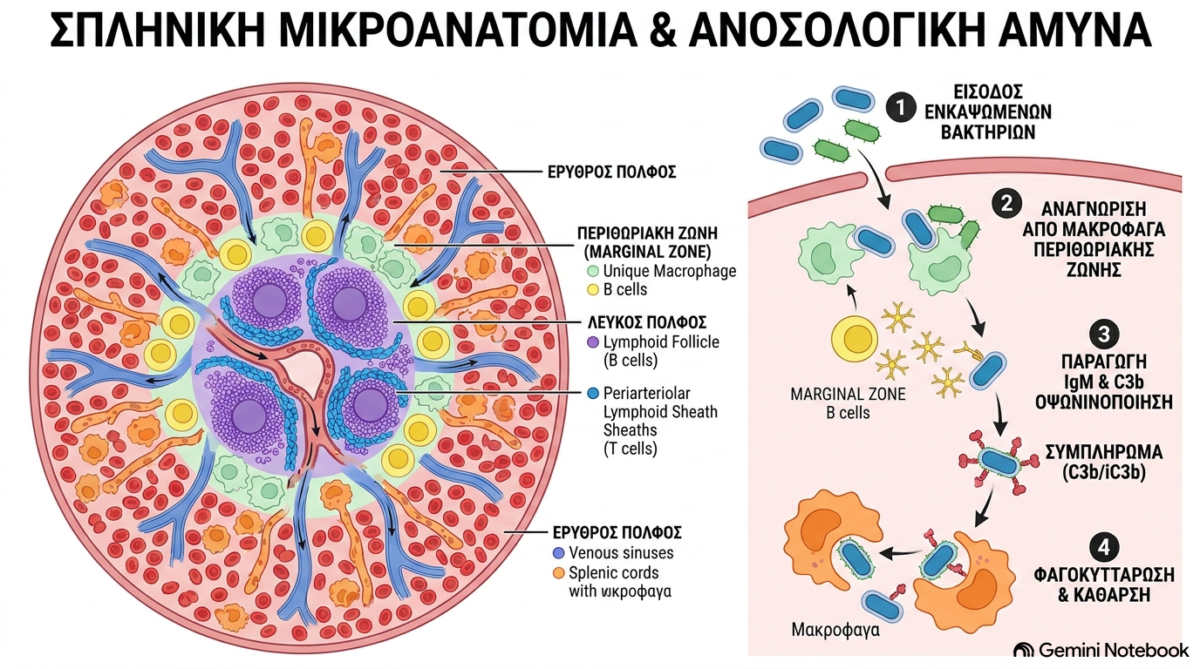 ΣΠΛΗΝΙΚΗ ΜΙΚΡΟΑΝΑΤΟΜΙΑ & ΑΝΟΣΟΛΟΓΙΚΗ ΑΜΥΝΑ
ΕΡΥΘΡΟΣ ΠΟΛΦΟΣ
ΠΕΡΙΘΩΡΙΑΚΗ ΖΩΝΗ
(MARGINAL ZONE)
Unique Macrophage
B cells
ΛΕΥΚΟΣ ΠΟΛΦΟΣ
Lymphoid Follicle
(B cells)
Periarteriolar
Lymphoid Sheath
Sheaths
(T cells)
ΕΡΥΘΡΟΣ ΠΟΛΦΟΣ
Venous sinuses
Splenic cords
with μικροφαγα
1
ΕΙΣΟΔΟΣ
ΕΝΚΑΨΩΜΕΝΩΝ
ΒΑΚΤΗΡΙΩΝ
2
ΑΝΑΓΝΩΡΙΣΗ
ΑΠΟ ΜΑΚΡΟΦΑΓΑ
ΠΕΡΙΘΩΡΙΑΚΗΣ
ΖΩΝΗΣ
MARGINAL ZONE
B cells
3
ΠΑΡΑΓΩΓΗ
IgM & C3b
ΟΨΩΝΙΝΟΠΟΙΗΣΗ
ΣΥΜΠΛΗΡΩΜΑ
(C3b/iC3b)
4
ΦΑΓΟΚΥΤΤΑΡΩΣΗ
& ΚΑΘΑΡΣΗ
Μακροφαγα
Gemini Notebook